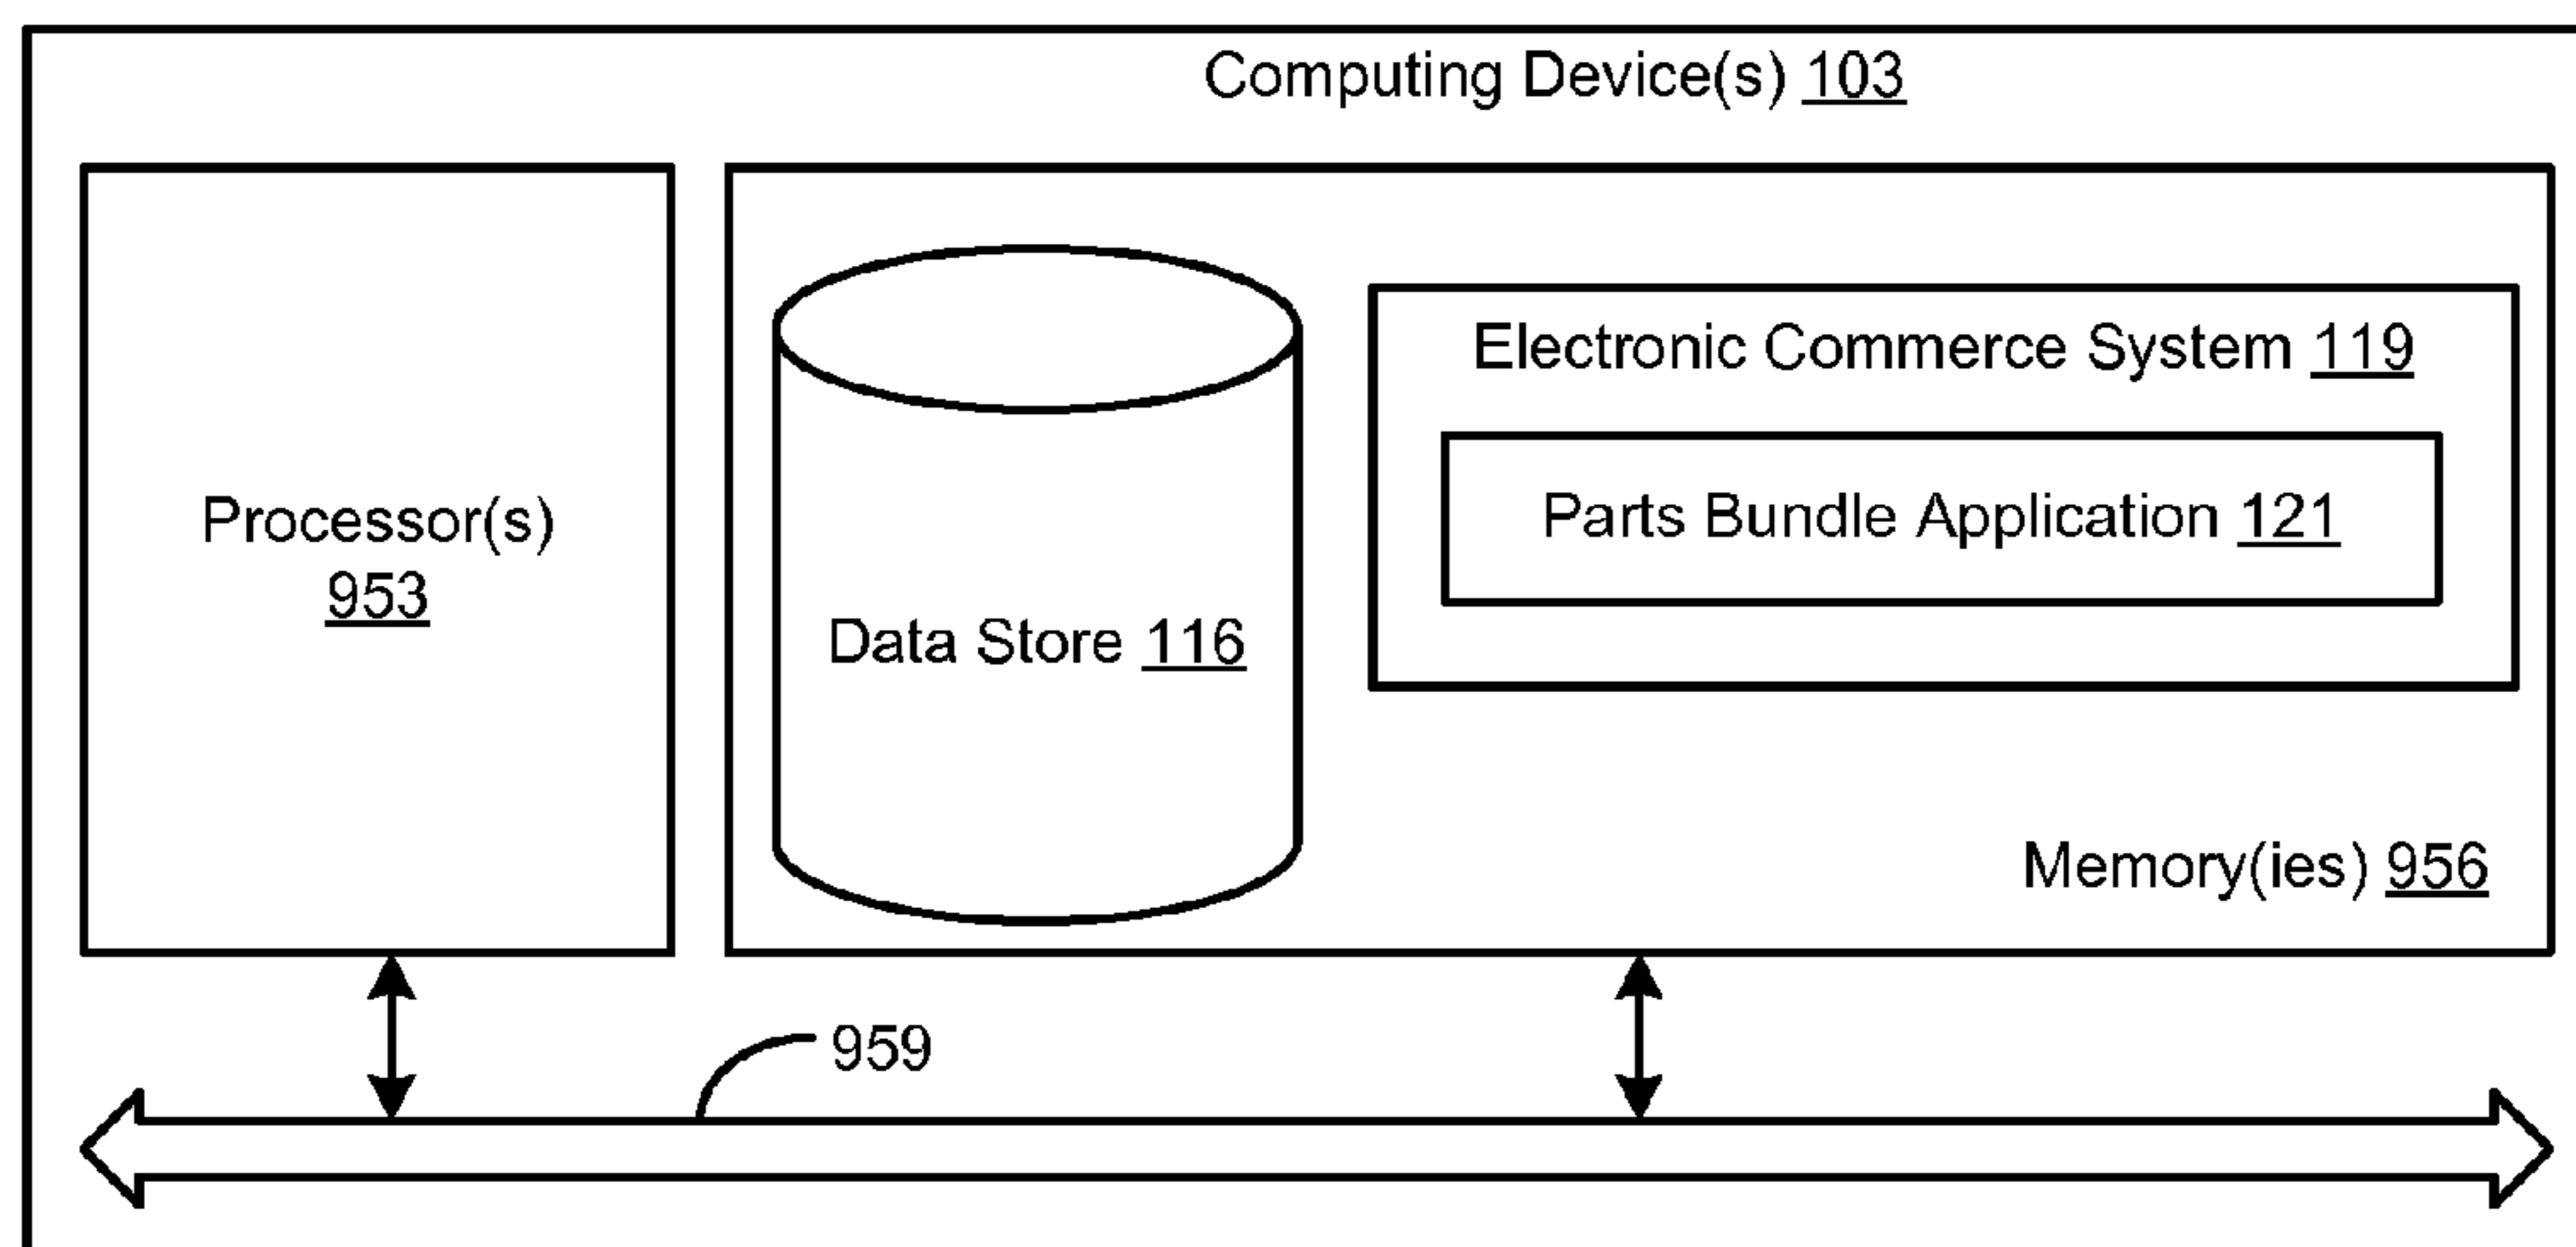 Computing Device(s) 103
Processor(s)
953
Data Store 116
Electronic Commerce System 119
Parts Bundle Application 121
Memory(ies) 956
959